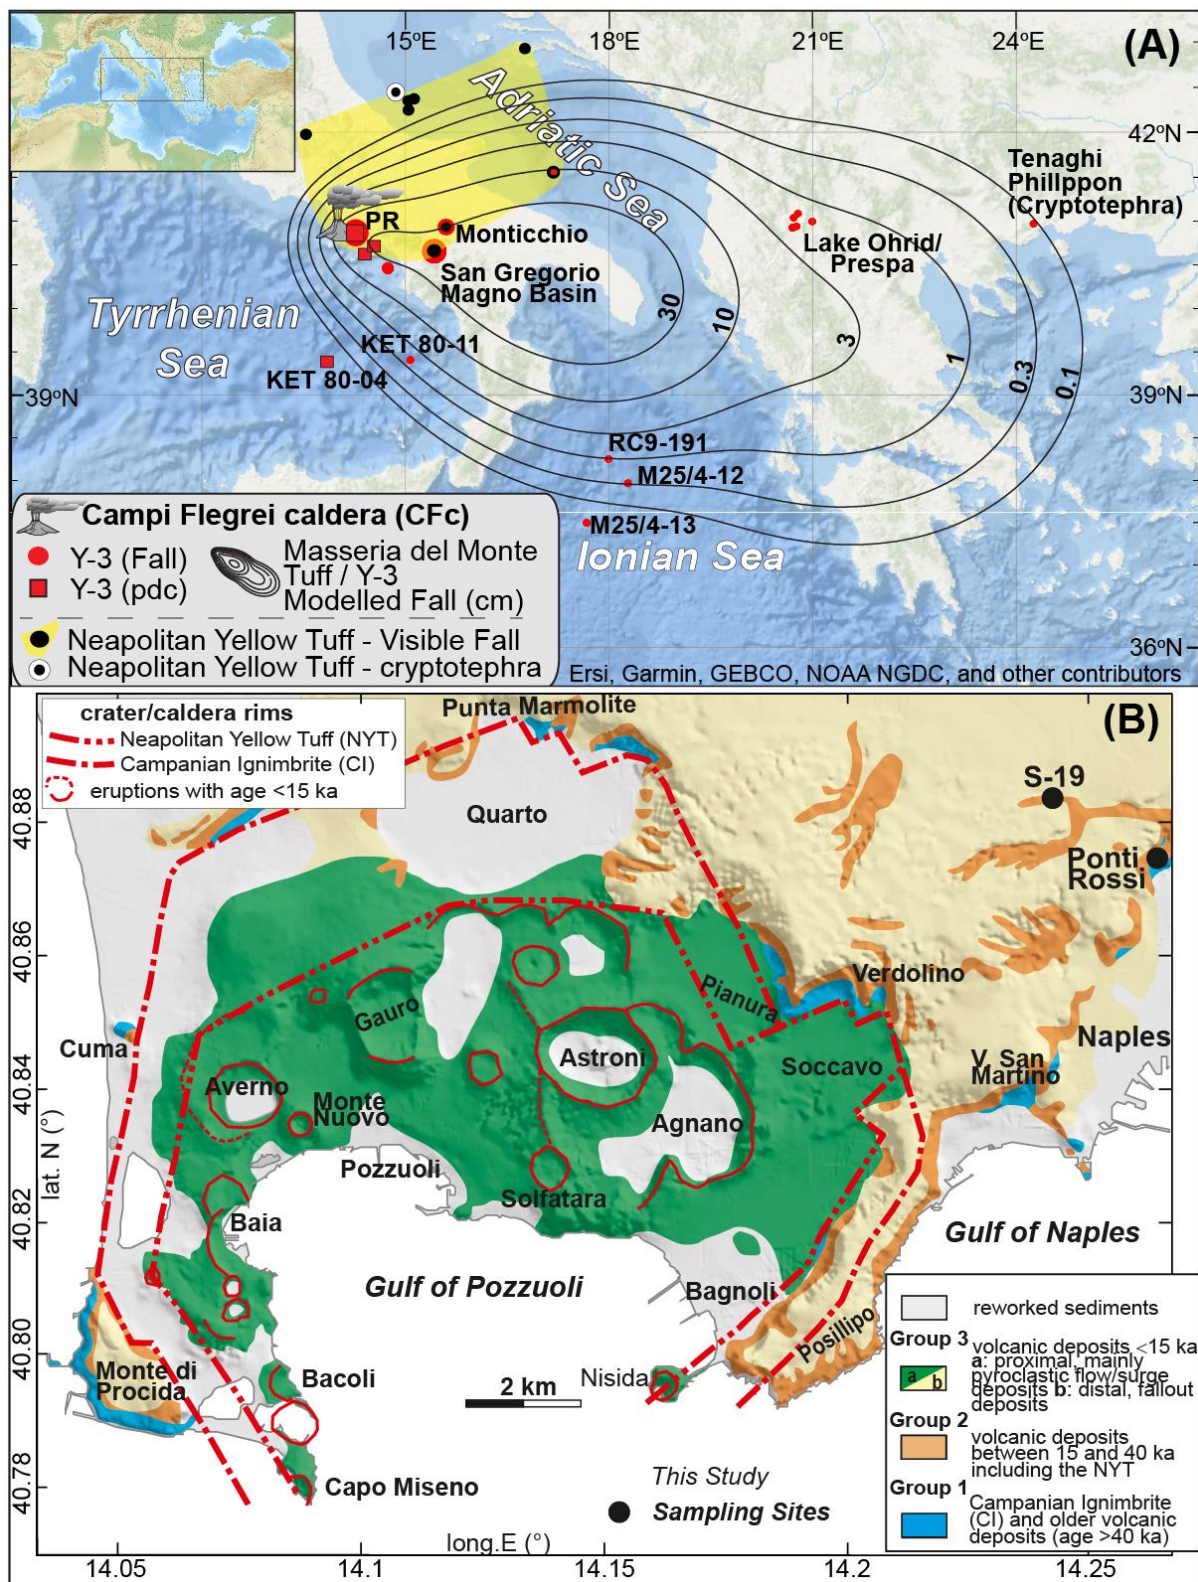 15ºE
18ºE
21ºE
24ºE
(A)
Adriatic Sea
42ºN
Tenaghi
Philppon
(Cryptotephra)
PR
Monticchio
Lake Ohrid/
Prespa
San Gregorio
Magno Basin
Tyrrhenian
Sea
30
10
3
1
0.3
0.1
KET 80-11
KET 80-04
39ºN
39ºN
RC9-191
M25/4-12
M25/4-13
Ionian Sea
Campi Flegrei caldera (CFc)
Y-3 (Fall)
Y-3 (pdc)
Masseria del Monte
Tuff / Y-3
Modelled Fall (cm)
Neapolitan Yellow Tuff - Visible Fall
Neapolitan Yellow Tuff - cryptotephra
36ºN
Ersi, Garmin, GEBCO, NOAA NGDC, and other contributors
crater/caldera rims
Neapolitan Yellow Tuff (NYT)
Campanian Ignimbrite (CI)
eruptions with age <15 ka
Punta Marmolite
(B)
S-19
Quarto
Ponti
Rossi
Verdolino
Pianura
Gauro
Cuma
Naples
Astroni
Soccavo
V. San
Martino
Averno
Monte
Nuovo
Agnano
Pozzuoli
Solfatara
Baia
Gulf of Naples
Gulf of Pozzuoli
Bagnoli
Posillipo
Nisida
Monte di
Procida
Bacoli
2 km
Capo Miseno
This Study
Sampling Sites
reworked sediments
Group 3
volcanic deposits <15 ka
a: proximal, mainly
pyroclastic flow/surge
deposits b: distal, fallout
deposits
a
b
Group 2
volcanic deposits
between 15 and 40 ka
including the NYT
Group 1
Campanian Ignimbrite
(CI) and older volcanic
deposits (age >40 ka)
lat. N (°)
40.88
40.86
40.84
40.82
40.80
40.78
long.E (°)
14.05
14.1
14.15
14.2
14.25